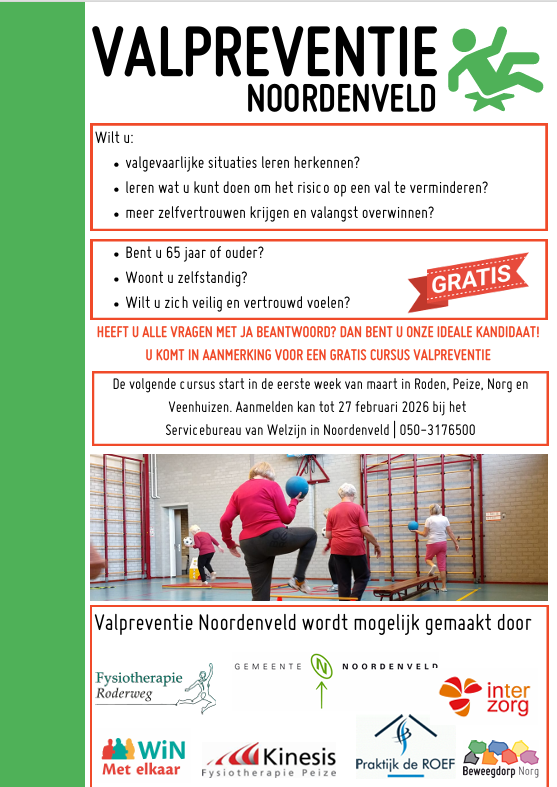 VALPREVENTIE
NOORDENVELD
Wilt u:
• valgevaarlijke situaties leren herkennen?
• leren wat u kunt doen om het risico op een val te verminderen?
• meer zelfvertrouwen krijgen en valangst overwinnen?
• Bent u 65 jaar of ouder?
• Woont u zelfstandig?
• Wilt u zich veilig en vertrouwd voelen?
GRATIS
HEEFT U ALLE VRAGEN MET JA BEANTWOORD? DAN BENT U ONZE IDEALE KANDIDAAT!
U KOMT IN AANMERKING VOOR EEN GRATIS CURSUS VALPREVENTIE
De volgende cursus start in de eerste week van maart in Roden, Peize, Norg en
Veenhuizen. Aanmelden kan tot 27 februari 2026 bij het
Servicebureau van Welzijn in Noordenveld | 050-3176500
Valpreventie Noordenveld wordt mogelijk gemaakt door
Fysiotherapie
Roderweg
GEMEENTE N NOORDENVELD
inter
zorg
WiN
Met elkaar
Kinesis
Fysiotherapie Peize
Praktijk de ROEF
Beweegdorp Norg